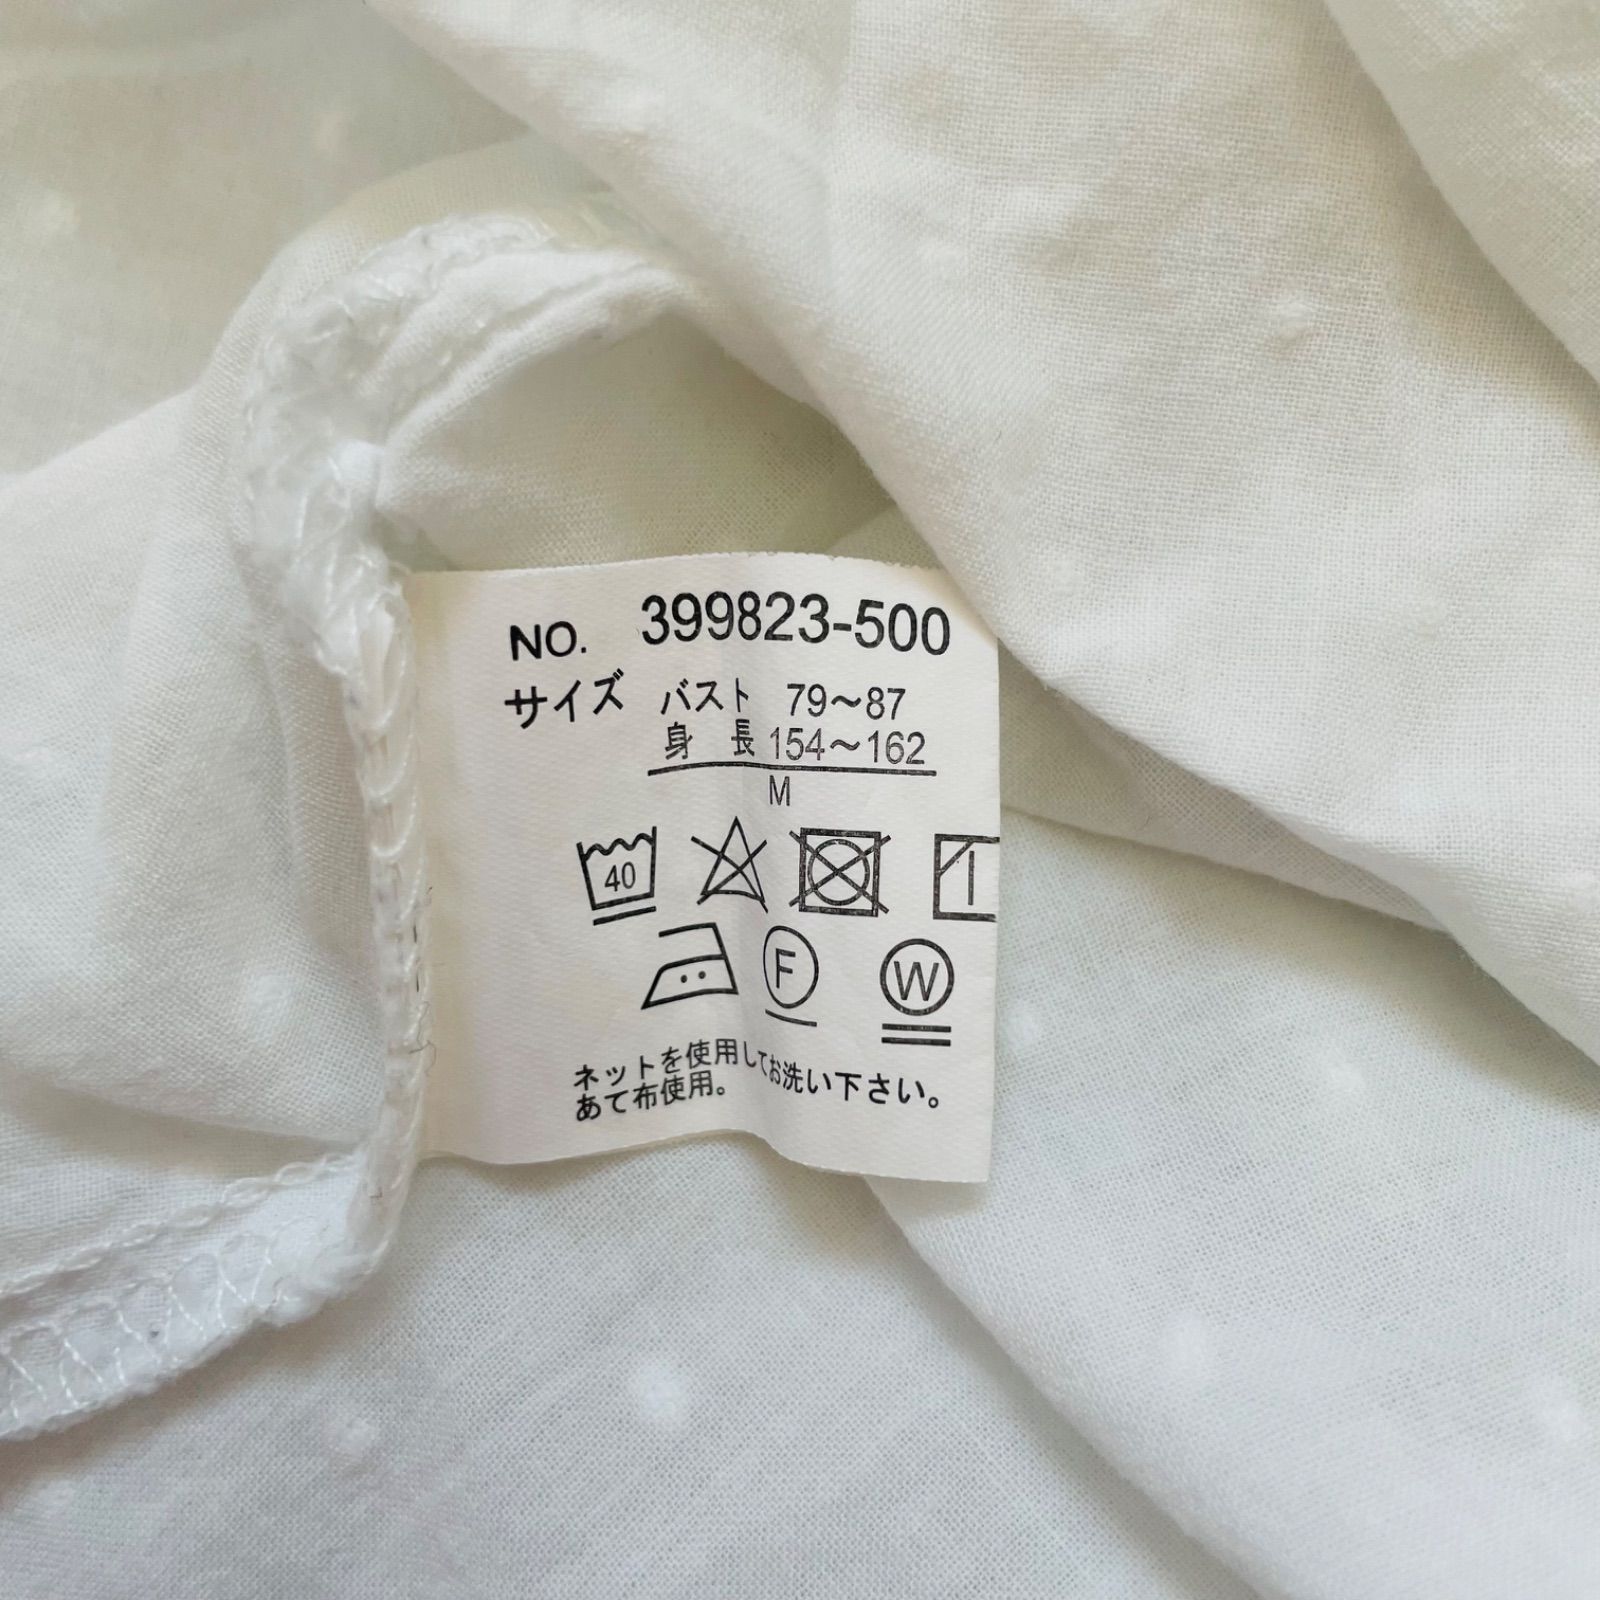 NO. 399823-500
サイズ バスト 79～87
身 長 154～162
M
40
F
W
ネットを使用してお洗い下さい。
あて布使用。